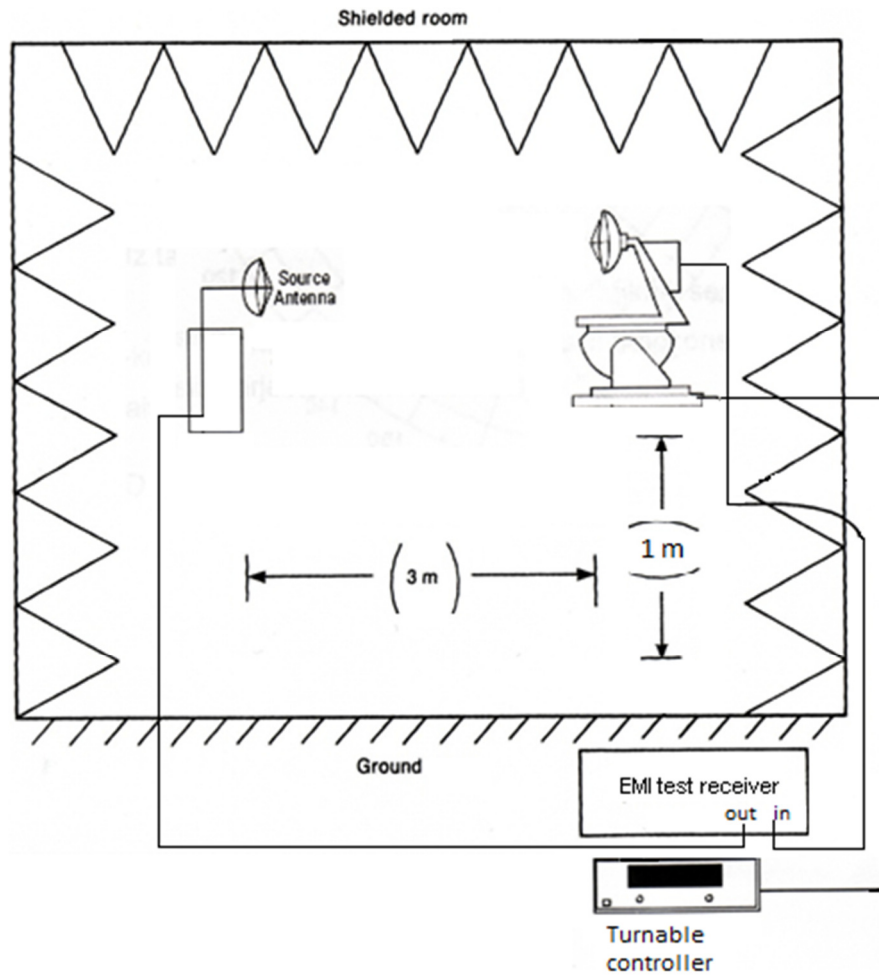 Shielded room
Source
Antenna
1 m
3 m
Ground
EMI test receiver
out in
Turnable
controller